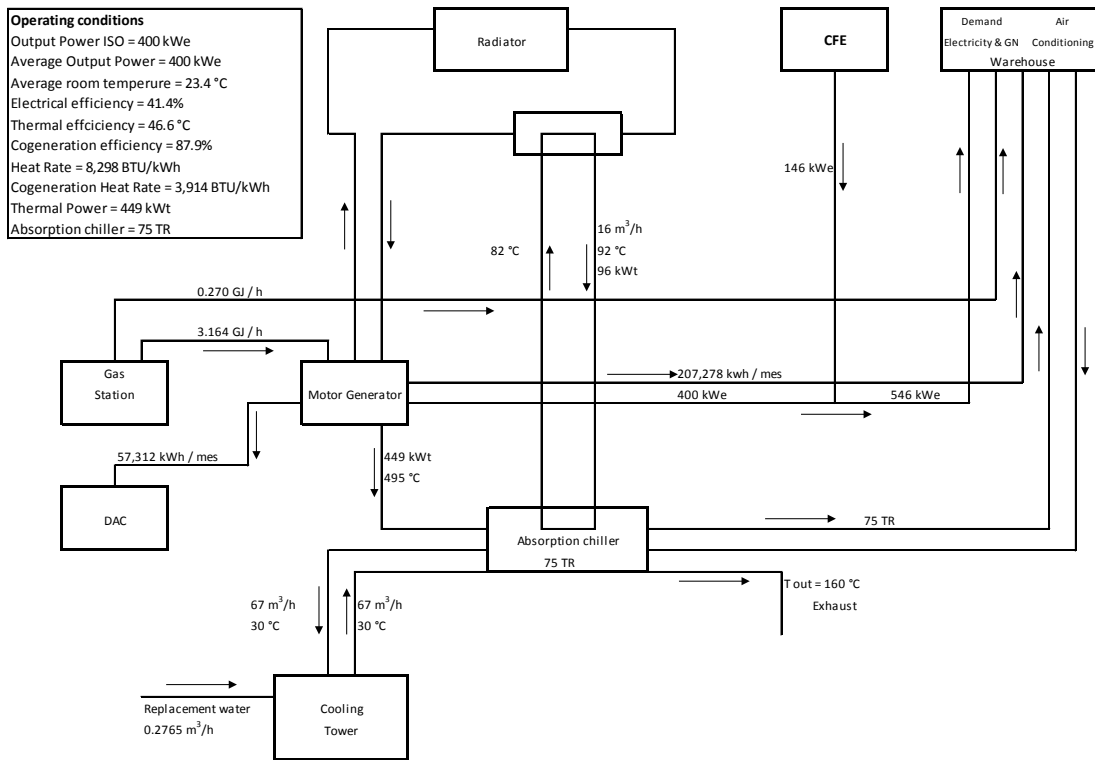 Operating conditions
Output Power ISO = 400 kWe
Average Output Power = 400 kWe
Average room temperure = 23.4 °C
Electrical efficiency = 41.4%
Thermal effciciency = 46.6 °C
Cogeneration efficiency = 87.9%
Heat Rate = 8,298 BTU/kWh
Cogeneration Heat Rate = 3,914 BTU/kWh
Thermal Power = 449 kWt
Absorption chiller = 75 TR
Radiator
CFE
Demand Air
Electricity & GN Conditioning
Warehouse
146 kWe
82 °C
16 m³/h
92 °C
96 kWt
0.270 GJ / h
3.164 GJ / h
Gas
Station
Motor Generator
207,278 kwh / mes
400 kWe
546 kWe
57,312 kWh / mes
DAC
449 kWt
495 °C
Absorption chiller
75 TR
75 TR
T out = 160 °C
Exhaust
67 m³/h
30 °C
67 m³/h
30 °C
Replacement water
0.2765 m³/h
Cooling
Tower